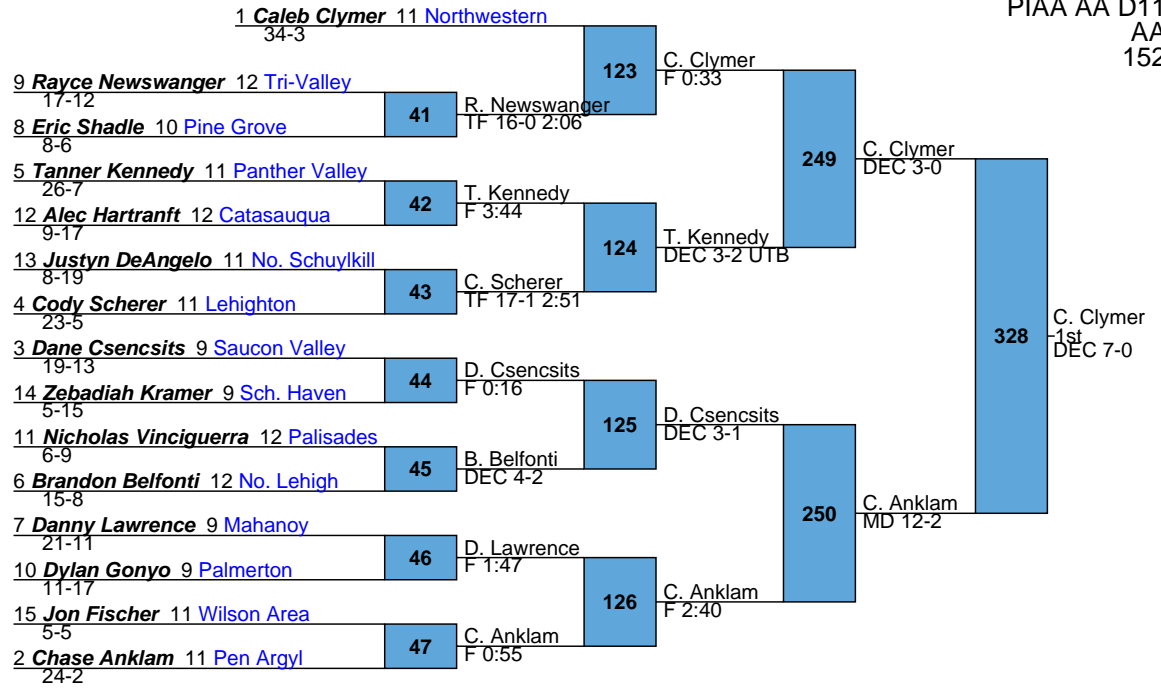 PIAA AA D11
AA
152
1 Caleb Clymer 11 Northwestern
34-3
9 Rayce Newswanger 12 Tri-Valley
17-12
8 Eric Shadle 10 Pine Grove
8-6
5 Tanner Kennedy 11 Panther Valley
26-7
12 Alec Hartranft 12 Catasauqua
9-17
13 Justyn DeAngelo 11 No. Schuylkill
8-19
4 Cody Scherer 11 Lehighton
23-5
3 Dane Csencsits 9 Saucon Valley
19-13
14 Zebadiah Kramer 9 Sch. Haven
5-15
11 Nicholas Vinciguerra 12 Palisades
6-9
6 Brandon Belfonti 12 No. Lehigh
15-8
7 Danny Lawrence 9 Mahanoy
21-11
10 Dylan Gonyo 9 Palmerton
11-17
15 Jon Fischer 11 Wilson Area
5-5
2 Chase Anklam 11 Pen Argyl
24-2
41
R. Newswanger
TF 16-0 2:06
42
T. Kennedy
F 3:44
43
C. Scherer
TF 17-1 2:51
44
D. Csencsits
F 0:16
45
B. Belfonti
DEC 4-2
46
D. Lawrence
F 1:47
47
C. Anklam
F 0:55
123
C. Clymer
F 0:33
124
T. Kennedy
DEC 3-2 UTB
125
D. Csencsits
DEC 3-1
126
C. Anklam
F 2:40
249
C. Clymer
DEC 3-0
250
C. Anklam
MD 12-2
328
C. Clymer
1st
DEC 7-0